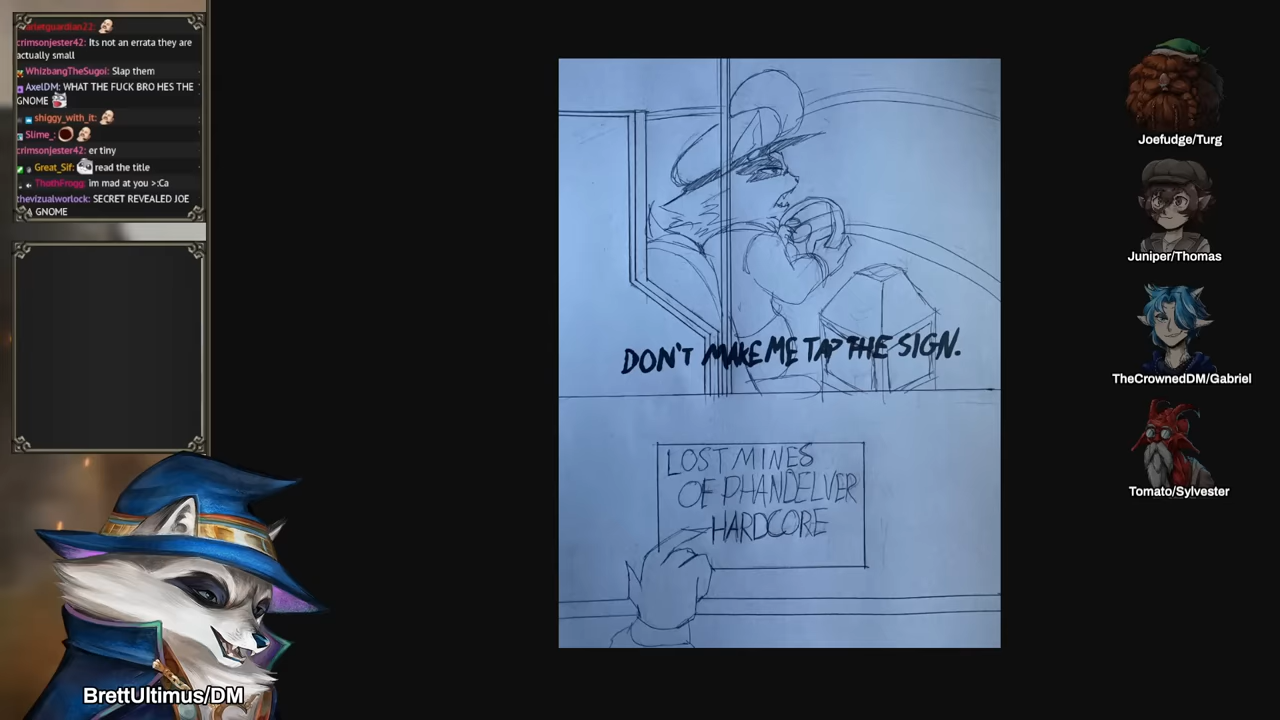 crimsonjester42: Its not an errata they are
actually small
WhizbangTheSugoi: Slap them
AxelDM: WHAT THE FUCK BRO HES THE
GNOME
shiggy_with_it:
Slime_:
crimsonjester42: er tiny
Great_Sif: read the title
ThothFrogg: im mad at you >:Ca
thevizualworlock: SECRET REVEALED JOE
A GNOME
DON'T MAKE ME TAP THE SIGN.
LOST MINES
OF PHANDELVER
HARDCORE
Joefudge/Turg
Juniper/Thomas
TheCrownedDM/Gabriel
Tomato/Sylvester
BrettUltimus/DM